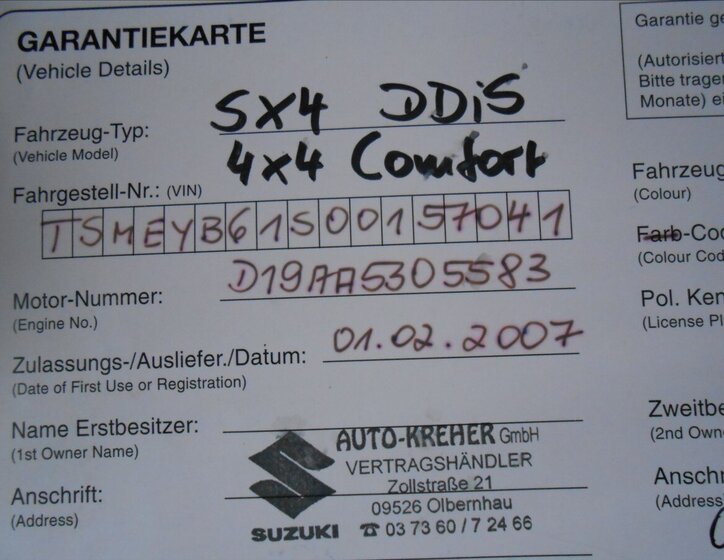 GARANTIEKARTE
(Vehicle Details)
Fahrzeug-Typ: SX4 DDiS
(Vehicle Model) 4x4 Comfort
Fahrgestell-Nr.: (VIN)
TSMEYB61S00157041
Motor-Nummer: D19AA5305583
(Engine No.)
Zulassungs-/Ausliefer./Datum: 01.02.2007
(Date of First Use or Registration)
Name Erstbesitzer:
(1st Owner Name)
Anschrift:
(Address)
AUTO-KREHER GmbH
VERTRAGSHÄNDLER
Zollstraße 21
09526 Olbernhau
SUZUKI ☎ 03 73 60 / 7 24 66
Garantie ge
(Autorisiert
Bitte trage
Monate) ei
Fahrzeug
(Colour)
Farb-Co
(Colour Cod
Pol. Ken
(License Pl
Zweitbe
(2nd Own
Anschr
(Address